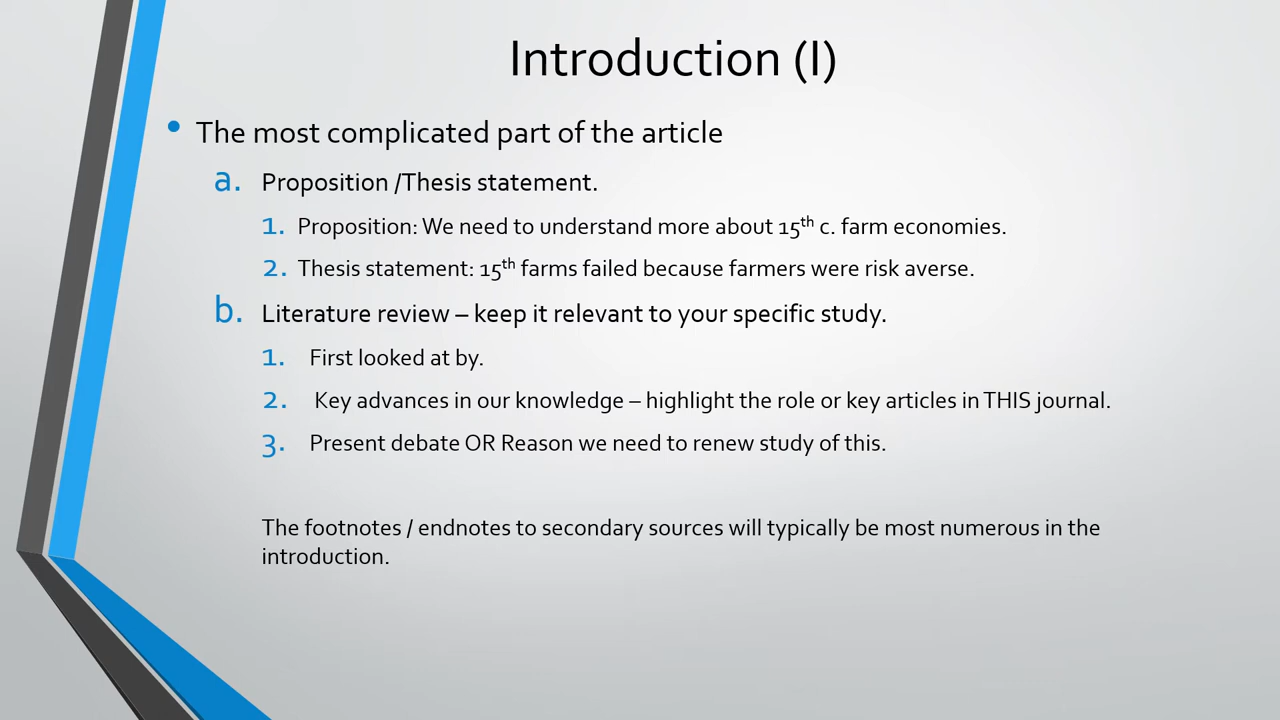 Introduction (I)
• The most complicated part of the article
a. Proposition /Thesis statement.
1. Proposition: We need to understand more about 15th c. farm economies.
2. Thesis statement: 15th farms failed because farmers were risk averse.
b. Literature review – keep it relevant to your specific study.
1. First looked at by.
2. Key advances in our knowledge – highlight the role or key articles in THIS journal.
3. Present debate OR Reason we need to renew study of this.
The footnotes / endnotes to secondary sources will typically be most numerous in the
introduction.